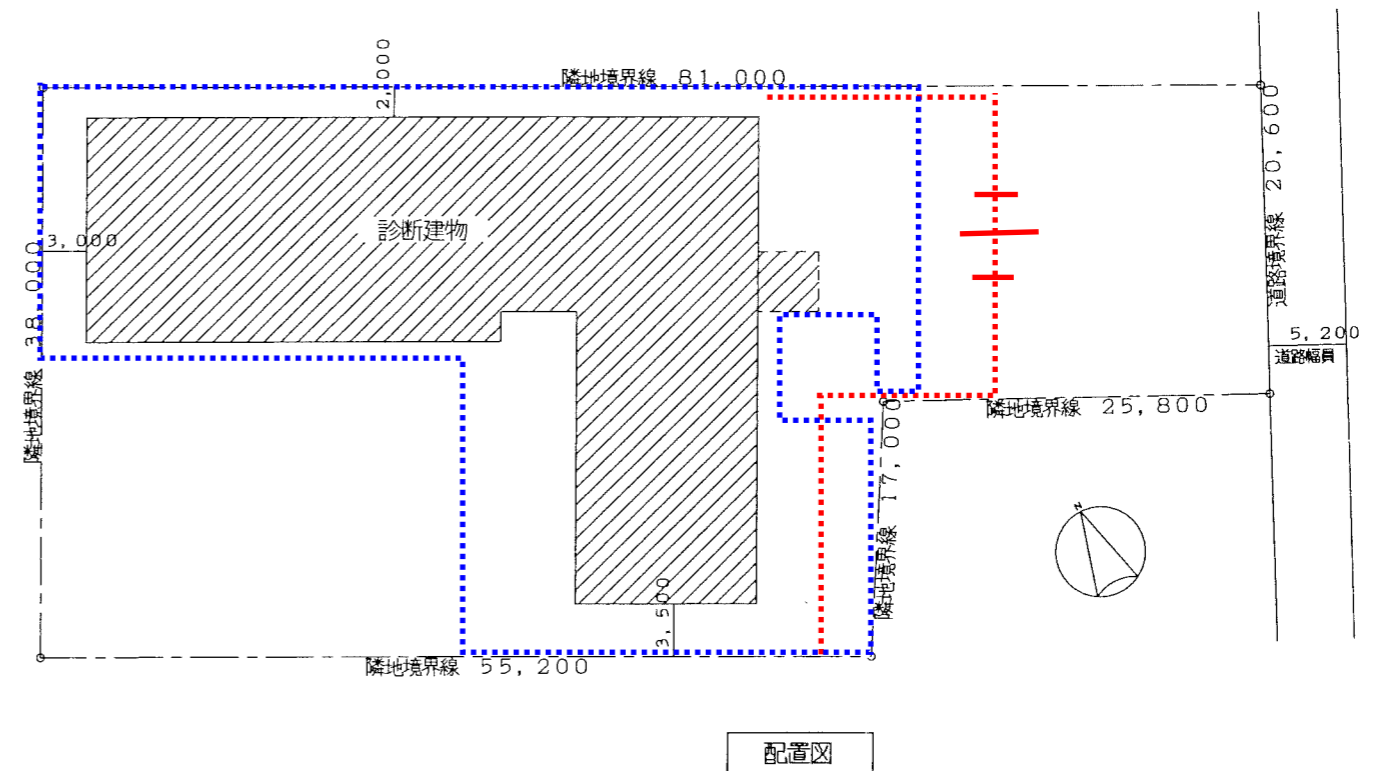 隣地境界線 81,000
2,000
道路境界線 20,600
診断建物
3,000
隣地境界線 38,000
5,200
道路幅員
隣地境界線 25,800
隣地境界線 17,000
N
3,500
隣地境界線 55,200
配置図